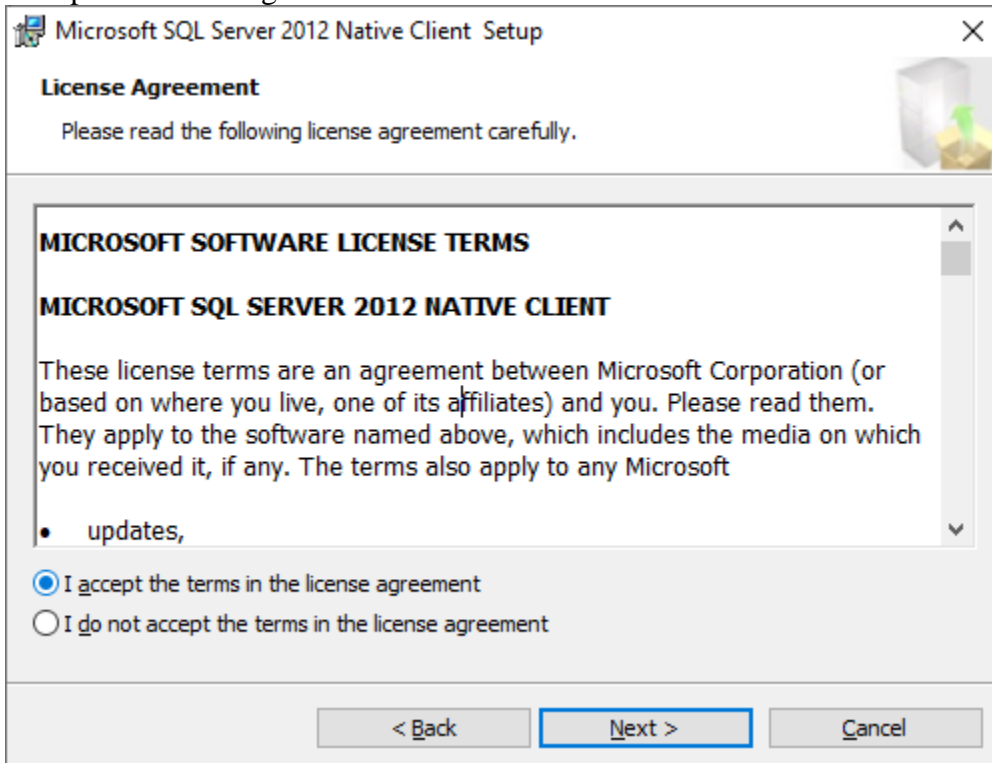 Microsoft SQL Server 2012 Native Client Setup
License Agreement
Please read the following license agreement carefully.
MICROSOFT SOFTWARE LICENSE TERMS
MICROSOFT SQL SERVER 2012 NATIVE CLIENT
These license terms are an agreement between Microsoft Corporation (or
based on where you live, one of its affiliates) and you. Please read them.
They apply to the software named above, which includes the media on which
you received it, if any. The terms also apply to any Microsoft
• updates,
I accept the terms in the license agreement
I do not accept the terms in the license agreement
< Back Next > Cancel